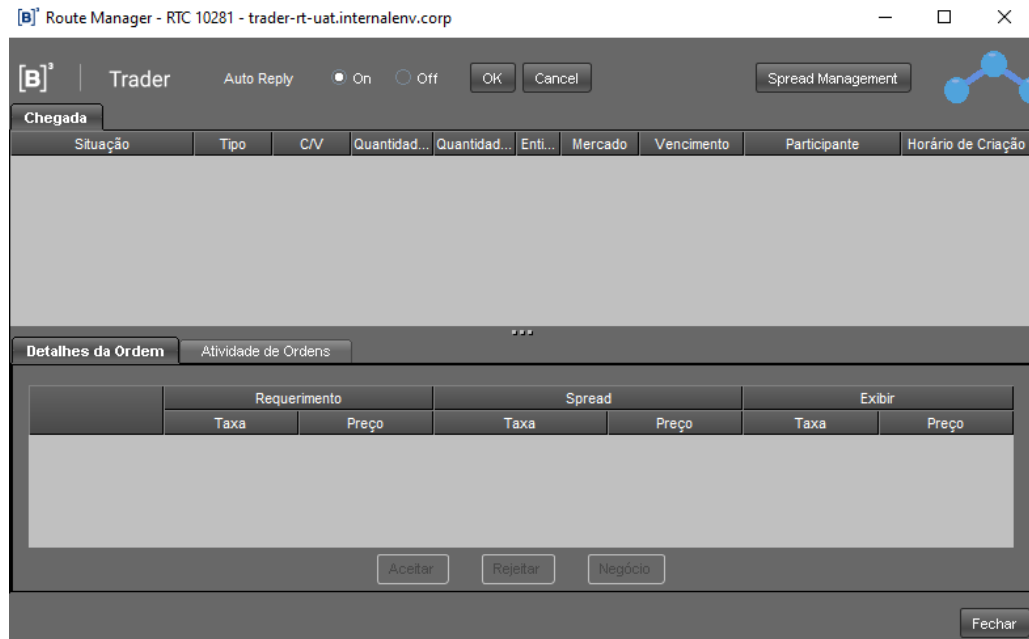 [B]³ Route Manager - RTC 10281 - trader-rt-uat.internalenv.corp
[B]³ Trader Auto Reply On Off OK Cancel Spread Management
Chegada
Situação Tipo C/V Quantidad... Quantidad... Enti... Mercado Vencimento Participante Horário de Criação
Detalhes da Ordem Atividade de Ordens
Requerimento Spread Exibir
Taxa Preço Taxa Preço Taxa Preço
Aceitar Rejeitar Negócio
Fechar